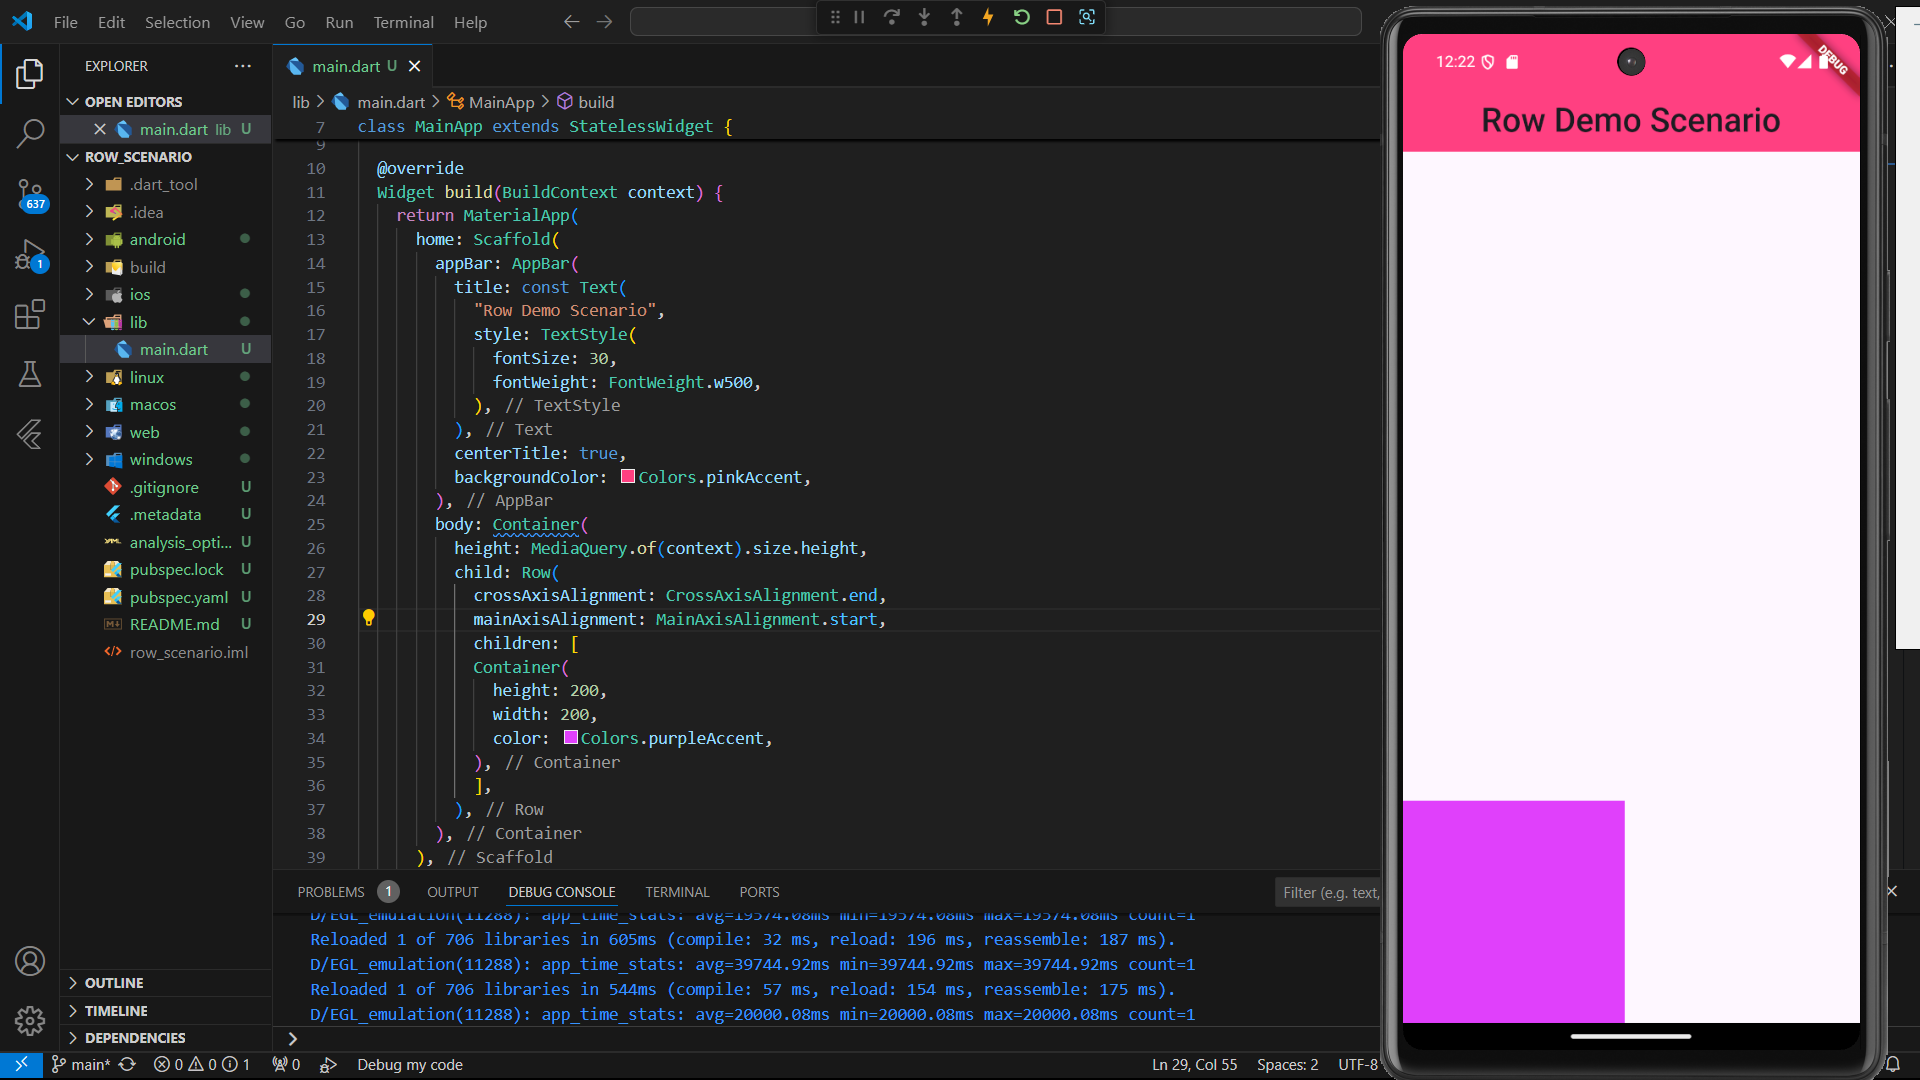 File Edit Selection View Go Run Terminal Help
EXPLORER
OPEN EDITORS
main.dart lib U
ROW_SCENARIO
.dart_tool
.idea
android
build
ios
lib
main.dart U
linux
macos
web
windows
.gitignore U
.metadata U
analysis_opti... U
pubspec.lock U
pubspec.yaml U
README.md U
row_scenario.iml
OUTLINE
TIMELINE
DEPENDENCIES
637
1
main.dart U
lib > main.dart > MainApp > build
7 class MainApp extends StatelessWidget {
9
10 @override
11 Widget build(BuildContext context) {
12 return MaterialApp(
13 home: Scaffold(
14 appBar: AppBar(
15 title: const Text(
16 "Row Demo Scenario",
17 style: TextStyle(
18 fontSize: 30,
19 fontWeight: FontWeight.w500,
20 ), // TextStyle
21 ), // Text
22 centerTitle: true,
23 backgroundColor: Colors.pinkAccent,
24 ), // AppBar
25 body: Container(
26 height: MediaQuery.of(context).size.height,
27 child: Row(
28 crossAxisAlignment: CrossAxisAlignment.end,
29 mainAxisAlignment: MainAxisAlignment.start,
30 children: [
31 Container(
32 height: 200,
33 width: 200,
34 color: Colors.purpleAccent,
35 ), // Container
36 ],
37 ), // Row
38 ), // Container
39 ), // Scaffold
PROBLEMS 1 OUTPUT DEBUG CONSOLE TERMINAL PORTS
Filter (e.g. text,
D/EGL_emulation(11288): app_time_stats: avg=19574.08ms min=19574.08ms max=19574.08ms count=1
Reloaded 1 of 706 libraries in 605ms (compile: 32 ms, reload: 196 ms, reassemble: 187 ms).
D/EGL_emulation(11288): app_time_stats: avg=39744.92ms min=39744.92ms max=39744.92ms count=1
Reloaded 1 of 706 libraries in 544ms (compile: 57 ms, reload: 154 ms, reassemble: 175 ms).
D/EGL_emulation(11288): app_time_stats: avg=20000.08ms min=20000.08ms max=20000.08ms count=1
>
main* 0 0 1 0 Debug my code
Ln 29, Col 55 Spaces: 2 UTF-8
12:22
DEBUG
Row Demo Scenario